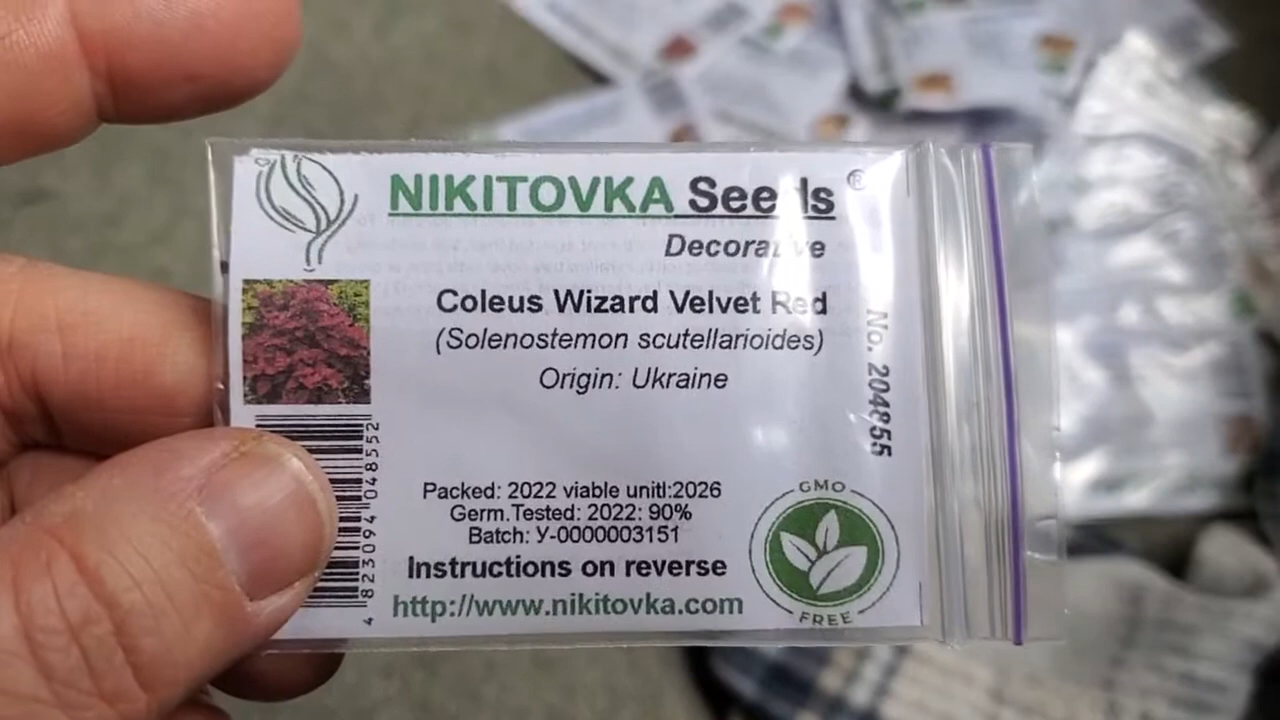 NIKITOVKA Seeds ®
Coleus Wizard Velvet Red
(Solenostemon scutellarioides)
Origin: Ukraine
No. 204855
Packed: 2022 viable unitl:2026
Germ.Tested: 2022: 90%
Batch: У-0000003151
Instructions on reverse
http://www.nikitovka.com
4 823094 048552
GMO
FREE